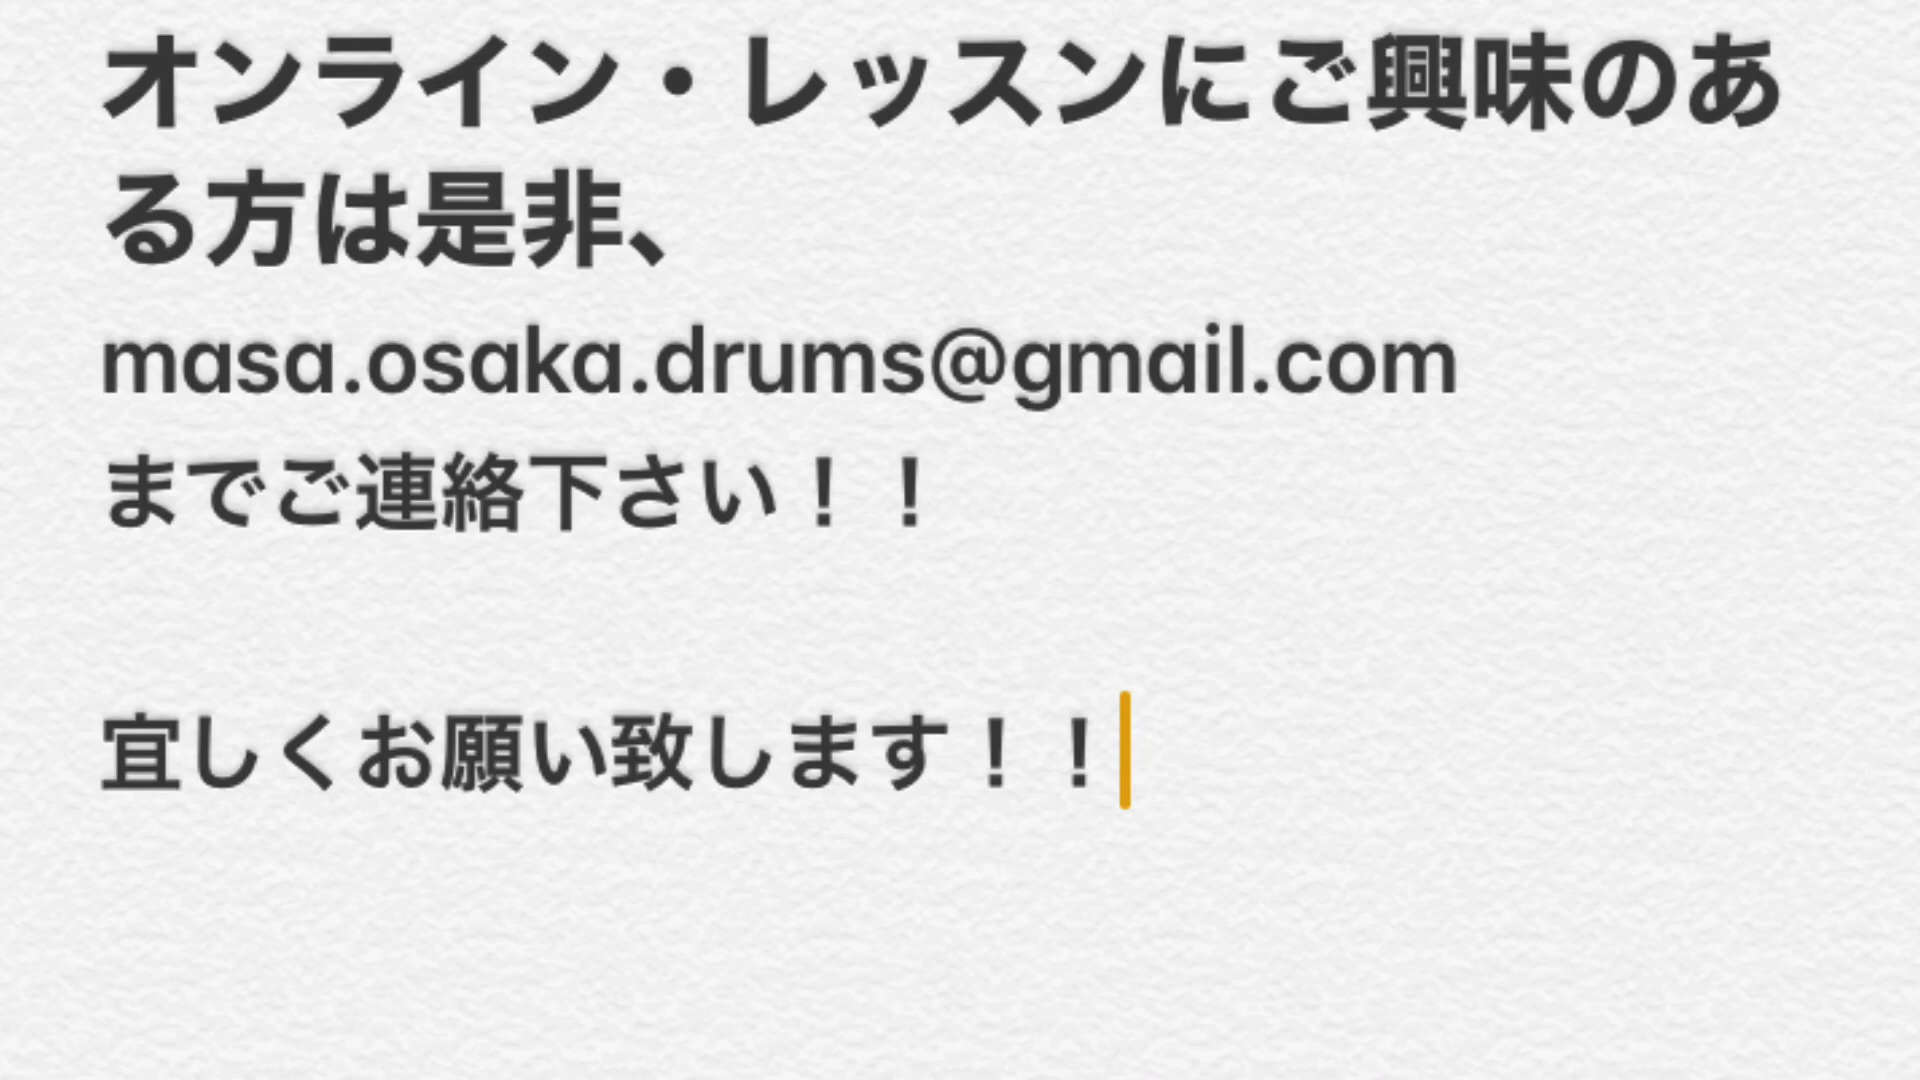 オンライン・レッスンにご興味のあ
る方は是非、
masa.osaka.drums@gmail.com
までご連絡下さい！！
宜しくお願い致します！！